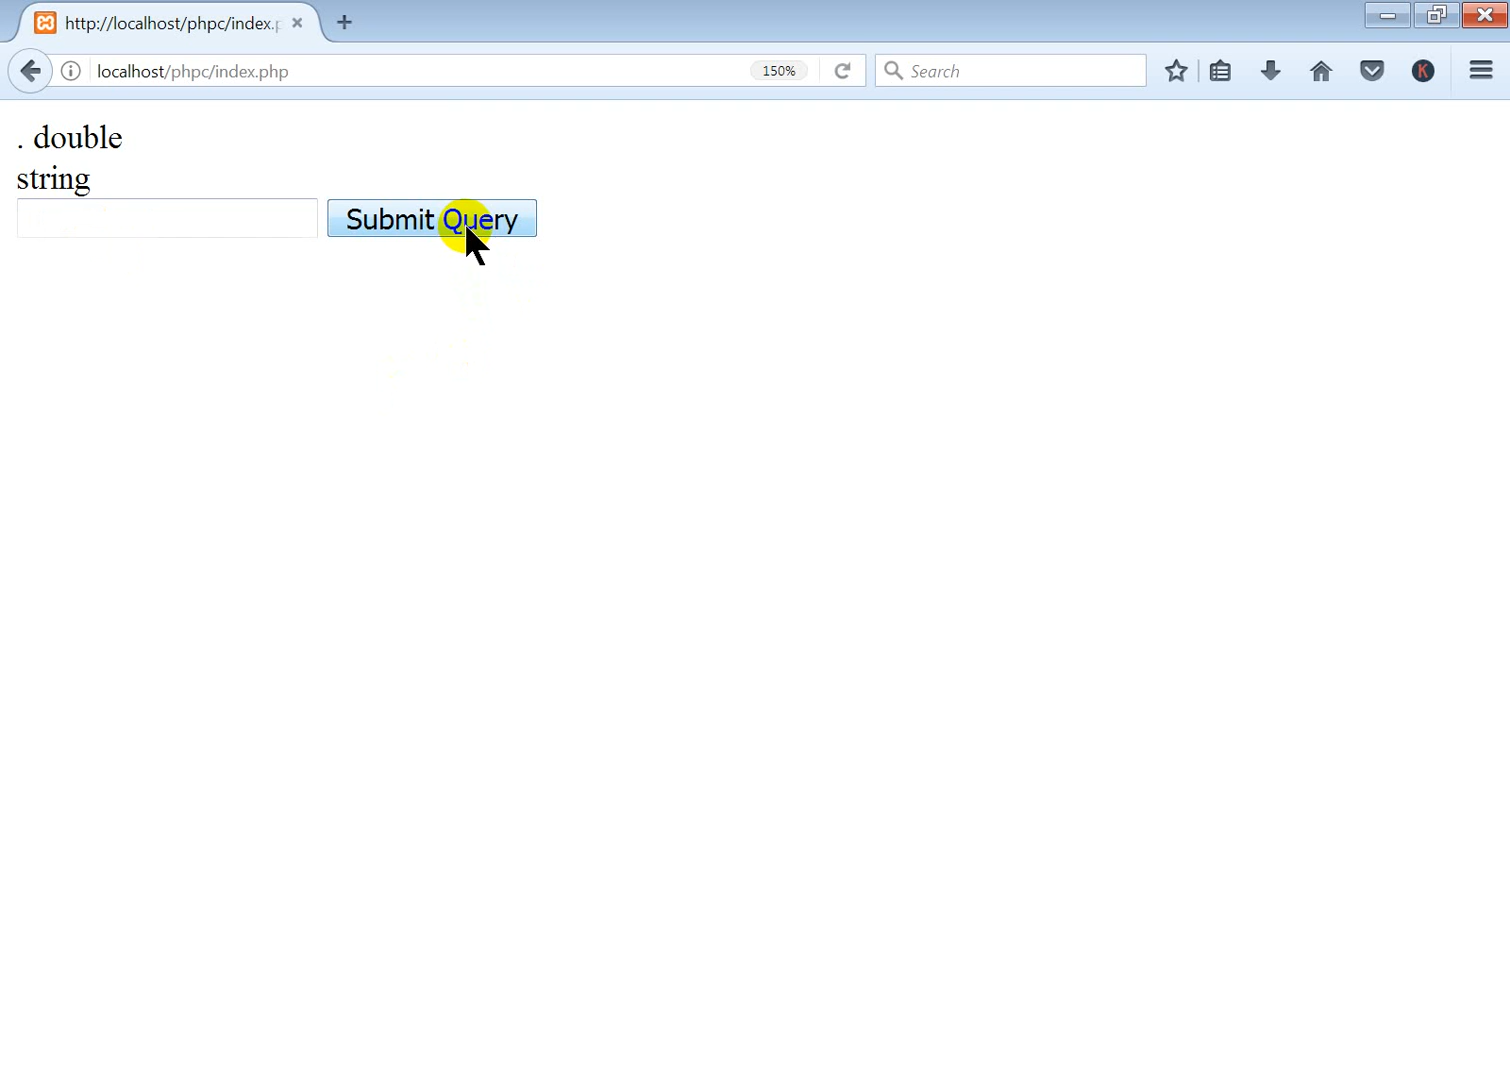 http://localhost/phpc/index.p
localhost/phpc/index.php
150%
Search
K
. double
string
Submit Query